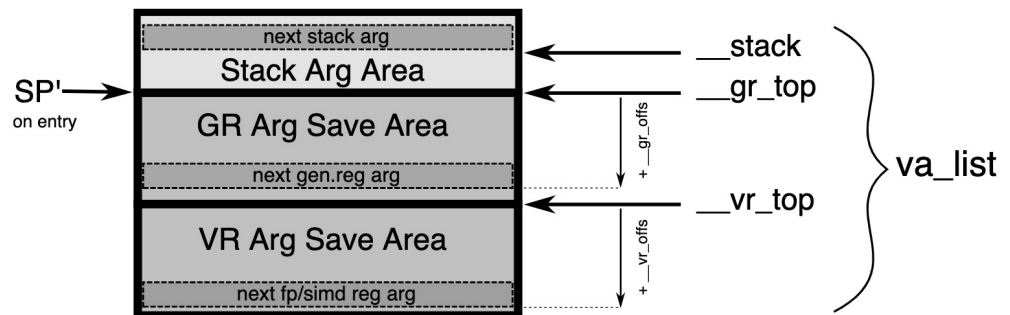 next stack arg
__stack
Stack Arg Area
SP'
on entry
__gr_top
GR Arg Save Area
+ __gr_offs
next gen.reg arg
va_list
__vr_top
VR Arg Save Area
+ __vr_offs
next fp/simd reg arg